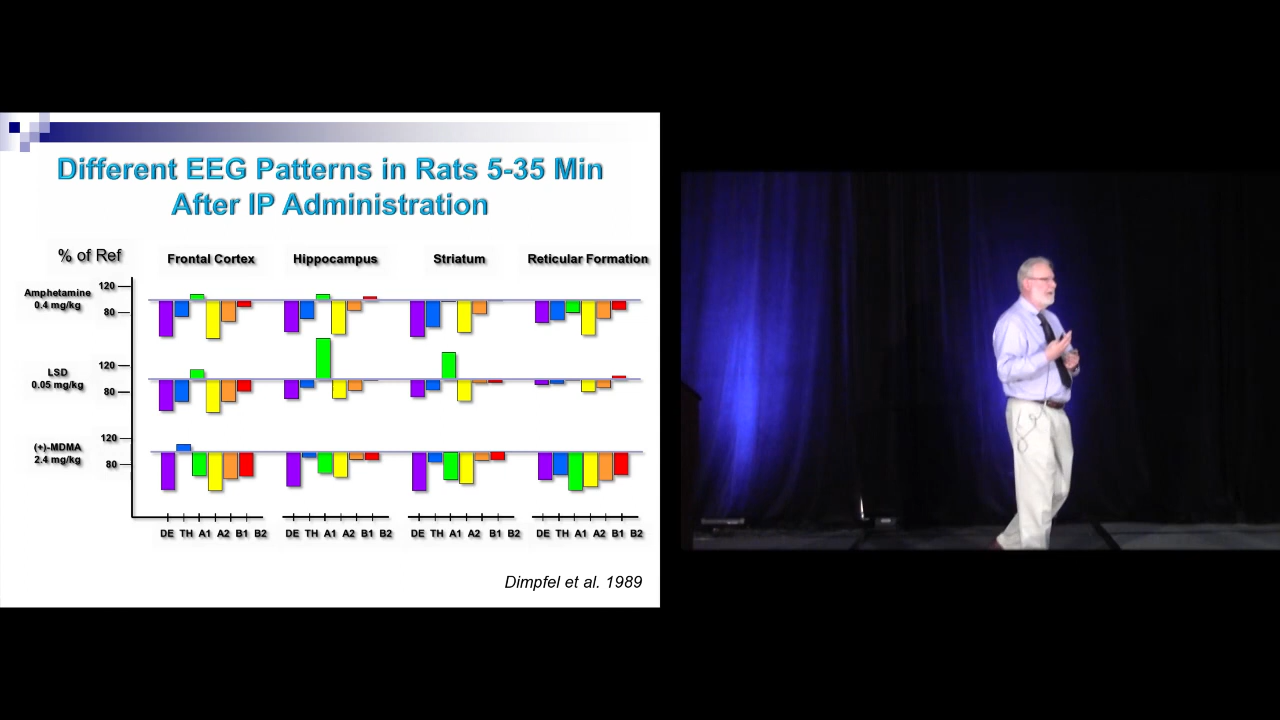 Different EEG Patterns in Rats 5-35 Min
After IP Administration
% of Ref
Frontal Cortex
Hippocampus
Striatum
Reticular Formation
Amphetamine
0.4 mg/kg
120
80
LSD
0.05 mg/kg
120
80
(+)-MDMA
2.4 mg/kg
120
80
DE TH A1 A2 B1 B2
DE TH A1 A2 B1 B2
DE TH A1 A2 B1 B2
DE TH A1 A2 B1 B2
Dimpfel et al. 1989